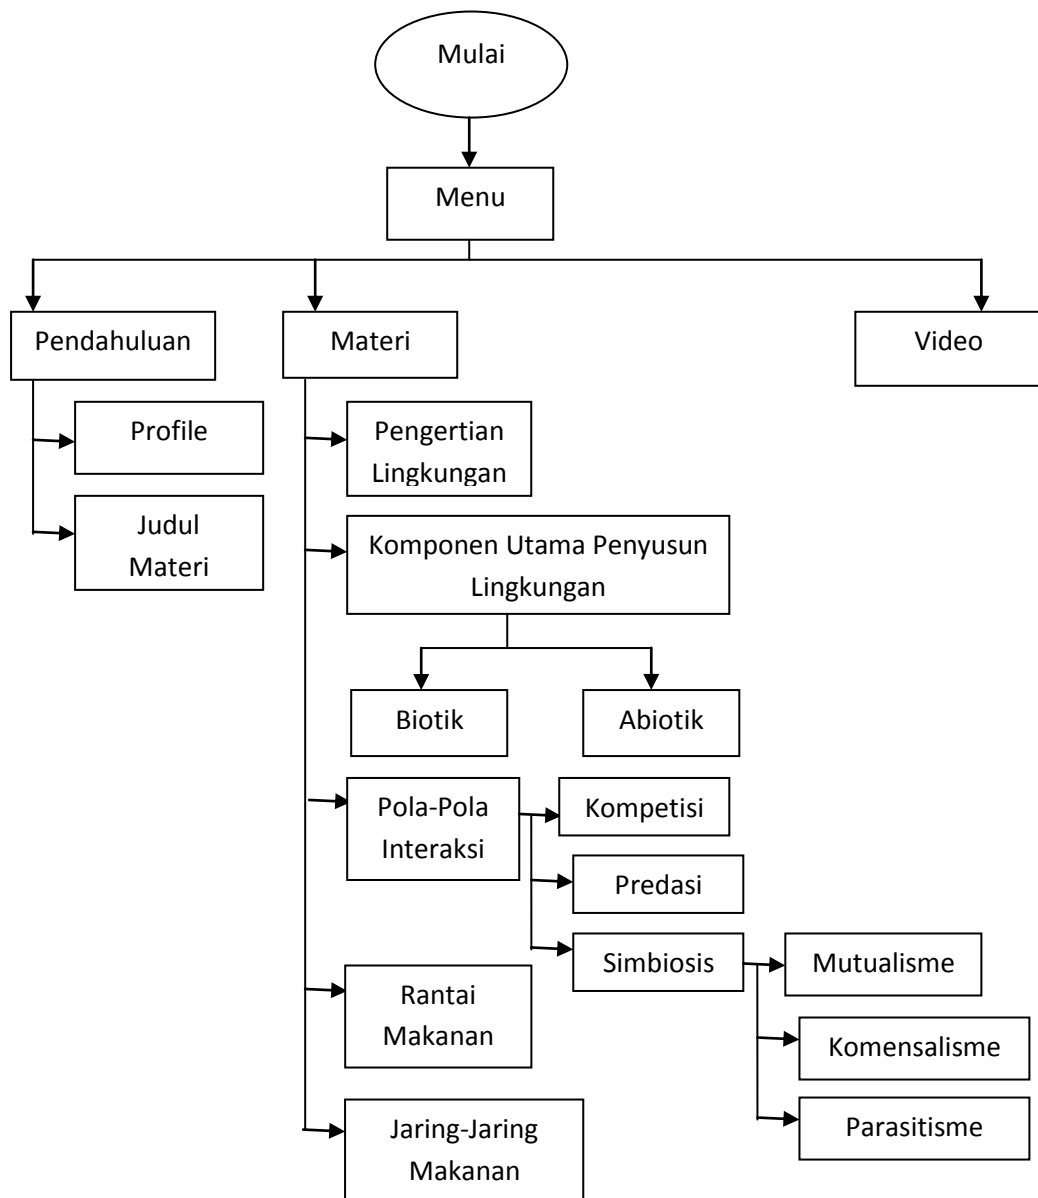 Mulai
Menu
Pendahuluan
Materi
Video
Profile
Judul
Materi
Pengertian
Lingkungan
Komponen Utama Penyusun
Lingkungan
Biotik
Abiotik
Pola-Pola
Interaksi
Kompetisi
Predasi
Simbiosis
Mutualisme
Komensalisme
Parasitisme
Rantai
Makanan
Jaring-Jaring
Makanan